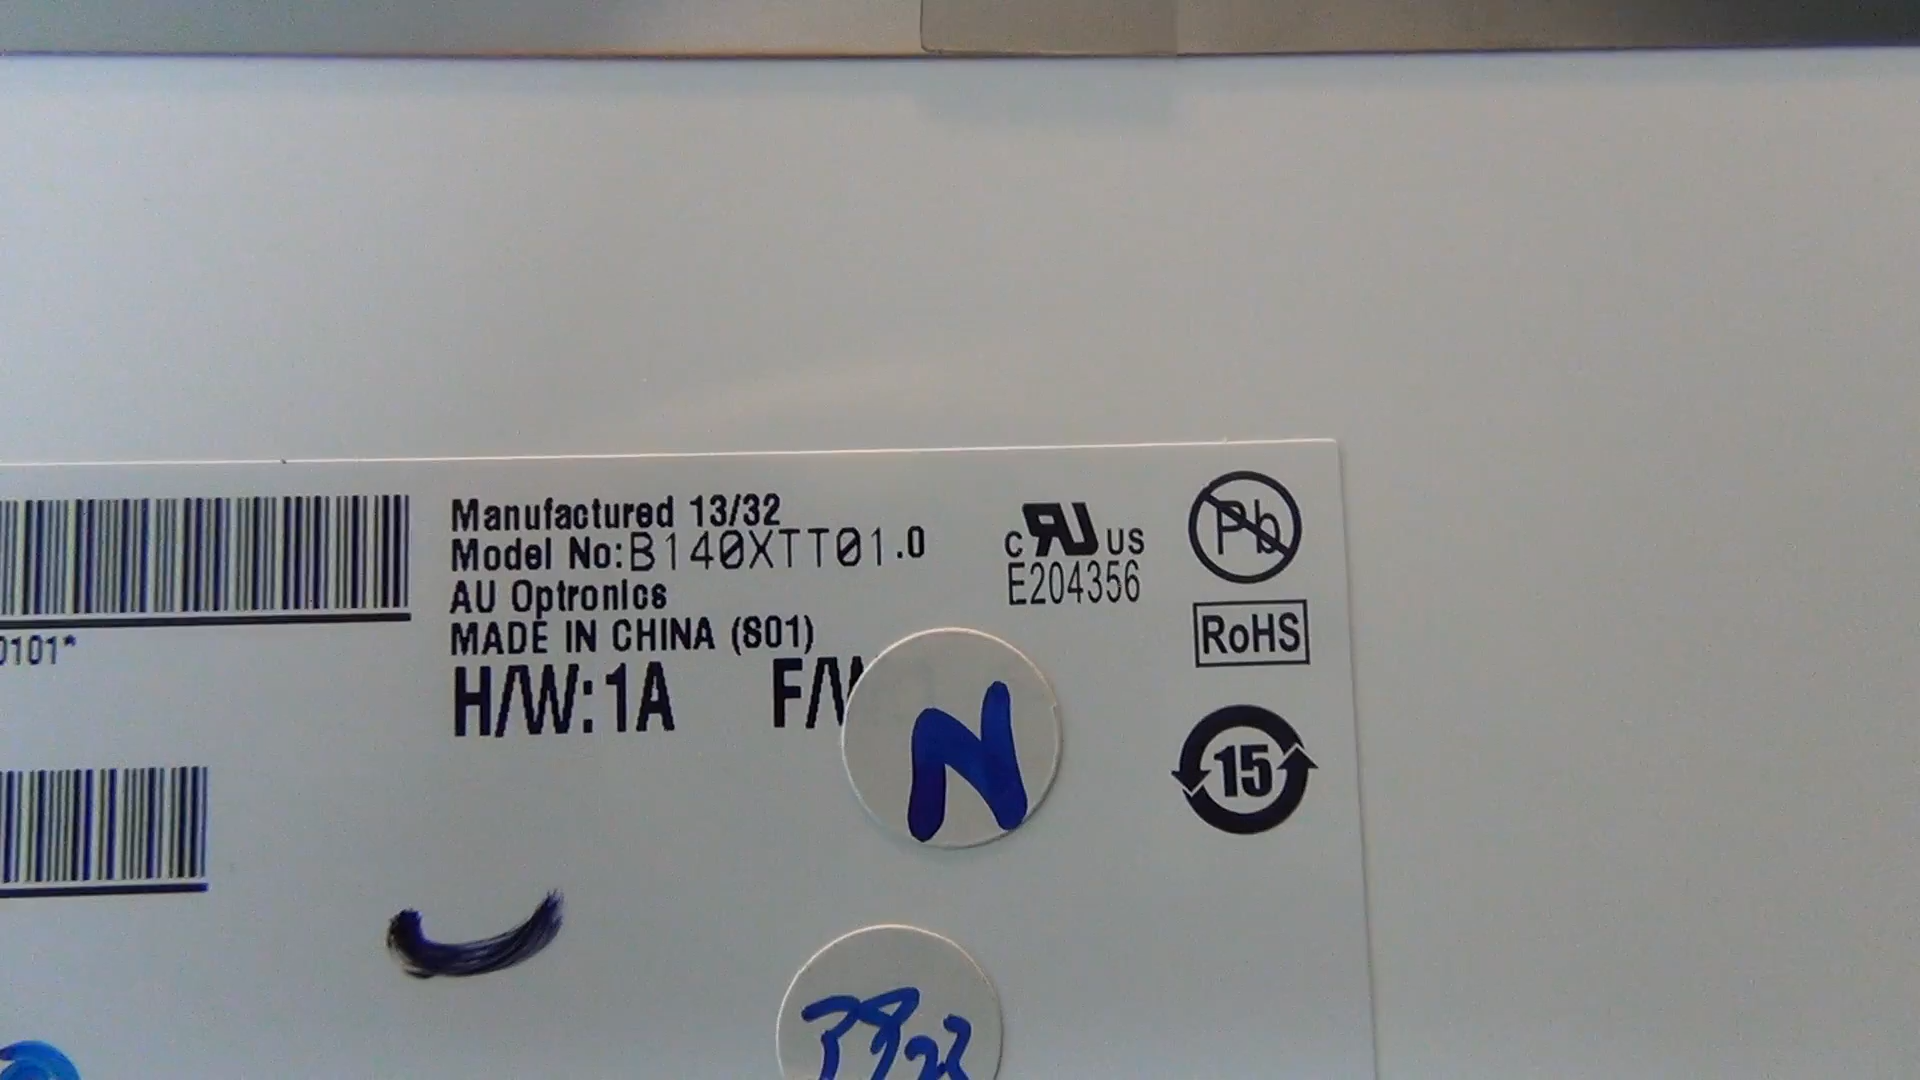 Manufactured 13/32
Model No:B140XTT01.0
AU Optronics
MADE IN CHINA (S01)
H/W:1A F/
c RU US
E204356
Pb
RoHS
15
0101*
N